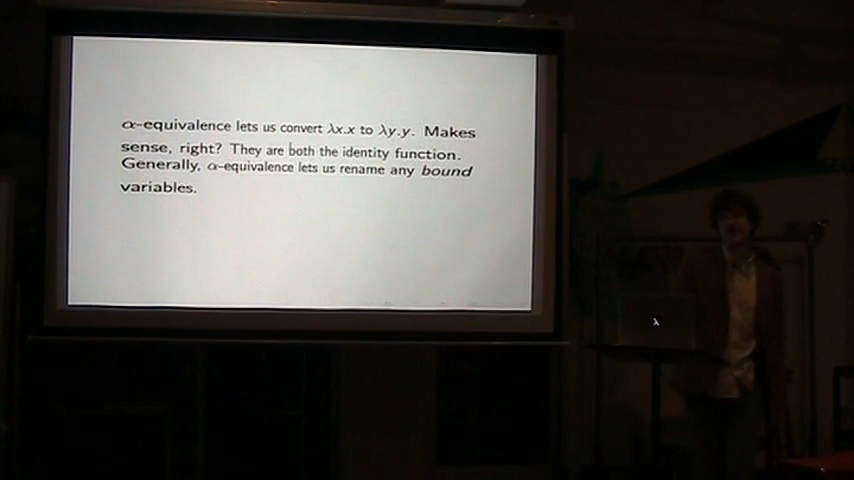 α-equivalence lets us convert λx.x to λy.y. Makes
sense, right? They are both the identity function.
Generally, α-equivalence lets us rename any bound
variables.
λ